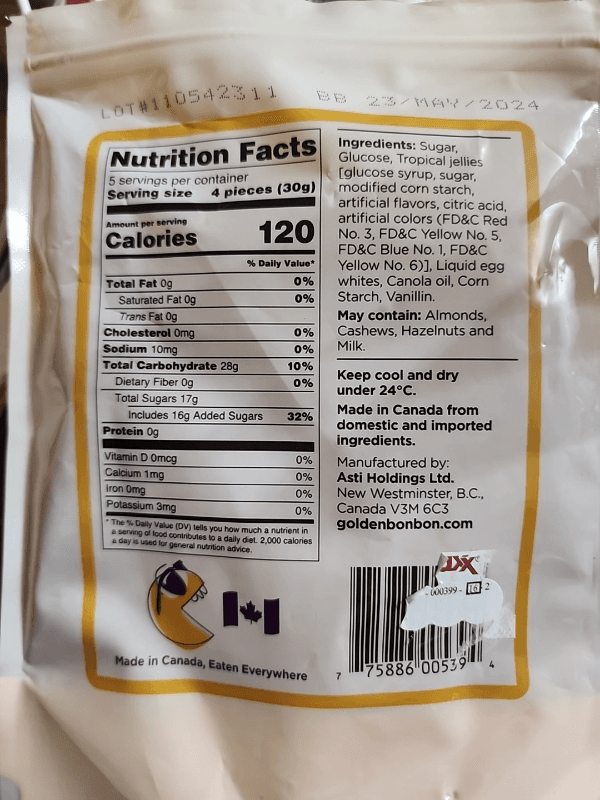 LOT#110542311 BB 23/MAY/2024
Nutrition Facts
5 servings per container
Serving size 4 pieces (30g)
Amount per serving
Calories 120
% Daily Value*
Total Fat 0g 0%
Saturated Fat 0g 0%
Trans Fat 0g
Cholesterol 0mg 0%
Sodium 10mg 0%
Total Carbohydrate 28g 10%
Dietary Fiber 0g 0%
Total Sugars 17g
Includes 16g Added Sugars 32%
Protein 0g
Vitamin D 0mcg 0%
Calcium 1mg 0%
Iron 0mg 0%
Potassium 3mg 0%
* The % Daily Value (DV) tells you how much a nutrient in
a serving of food contributes to a daily diet. 2,000 calories
a day is used for general nutrition advice.
Made in Canada, Eaten Everywhere
Ingredients: Sugar,
Glucose, Tropical jellies
[glucose syrup, sugar,
modified corn starch,
artificial flavors, citric acid,
artificial colors (FD&C Red
No. 3, FD&C Yellow No. 5,
FD&C Blue No. 1, FD&C
Yellow No. 6)], Liquid egg
whites, Canola oil, Corn
Starch, Vanillin.
May contain: Almonds,
Cashews, Hazelnuts and
Milk.
Keep cool and dry
under 24°C.
Made in Canada from
domestic and imported
ingredients.
Manufactured by:
Asti Holdings Ltd.
New Westminster, B.C.,
Canada V3M 6C3
goldenbonbon.com
000399 - 2
7 75886 00539 4